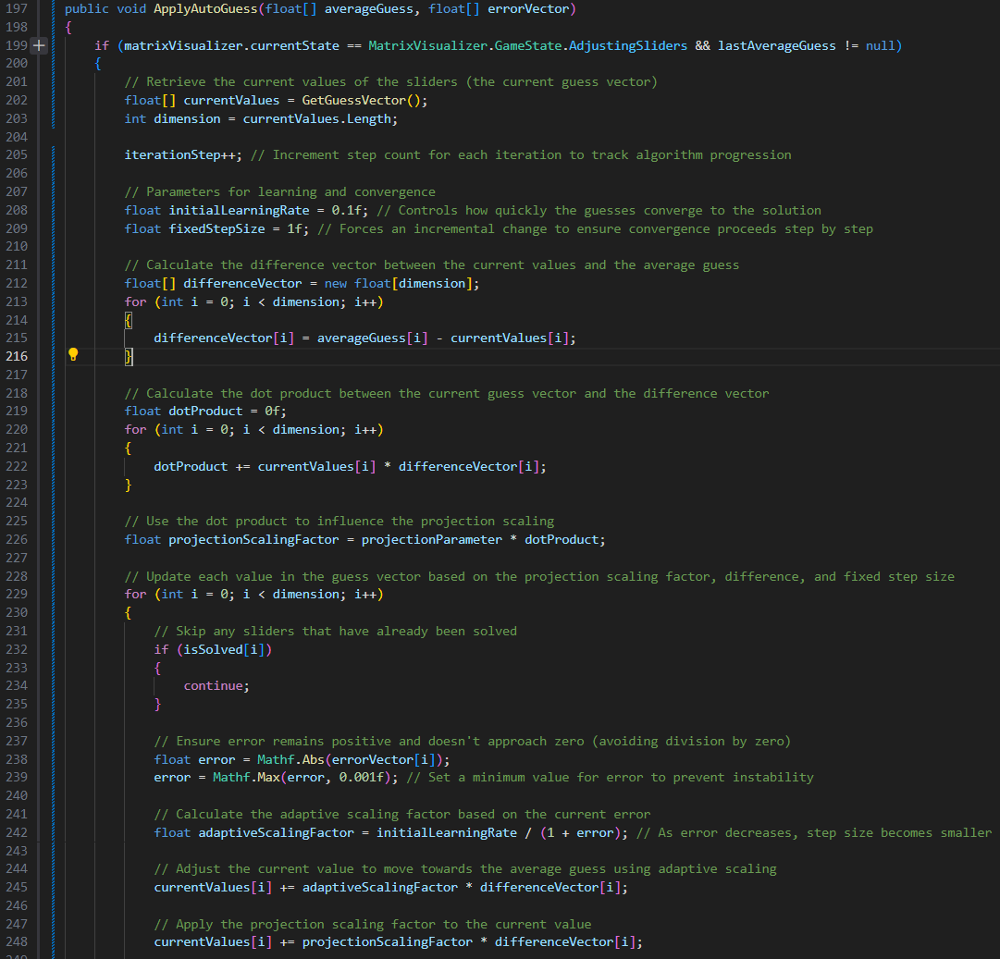 197 public void ApplyAutoGuess(float[] averageGuess, float[] errorVector)
198 {
199 if (matrixVisualizer.currentState == MatrixVisualizer.GameState.AdjustingSliders && lastAverageGuess != null)
200 {
201 // Retrieve the current values of the sliders (the current guess vector)
202 float[] currentValues = GetGuessVector();
203 int dimension = currentValues.Length;
204
205 iterationStep++; // Increment step count for each iteration to track algorithm progression
206
207 // Parameters for learning and convergence
208 float initialLearningRate = 0.1f; // Controls how quickly the guesses converge to the solution
209 float fixedStepSize = 1f; // Forces an incremental change to ensure convergence proceeds step by step
210
211 // Calculate the difference vector between the current values and the average guess
212 float[] differenceVector = new float[dimension];
213 for (int i = 0; i < dimension; i++)
214 {
215 differenceVector[i] = averageGuess[i] - currentValues[i];
216 }
217
218 // Calculate the dot product between the current guess vector and the difference vector
219 float dotProduct = 0f;
220 for (int i = 0; i < dimension; i++)
221 {
222 dotProduct += currentValues[i] * differenceVector[i];
223 }
224
225 // Use the dot product to influence the projection scaling
226 float projectionScalingFactor = projectionParameter * dotProduct;
227
228 // Update each value in the guess vector based on the projection scaling factor, difference, and fixed step size
229 for (int i = 0; i < dimension; i++)
230 {
231 // Skip any sliders that have already been solved
232 if (isSolved[i])
233 {
234 continue;
235 }
236
237 // Ensure error remains positive and doesn't approach zero (avoiding division by zero)
238 float error = Mathf.Abs(errorVector[i]);
239 error = Mathf.Max(error, 0.001f); // Set a minimum value for error to prevent instability
240
241 // Calculate the adaptive scaling factor based on the current error
242 float adaptiveScalingFactor = initialLearningRate / (1 + error); // As error decreases, step size becomes smaller
243
244 // Adjust the current value to move towards the average guess using adaptive scaling
245 currentValues[i] += adaptiveScalingFactor * differenceVector[i];
246
247 // Apply the projection scaling factor to the current value
248 currentValues[i] += projectionScalingFactor * differenceVector[i];